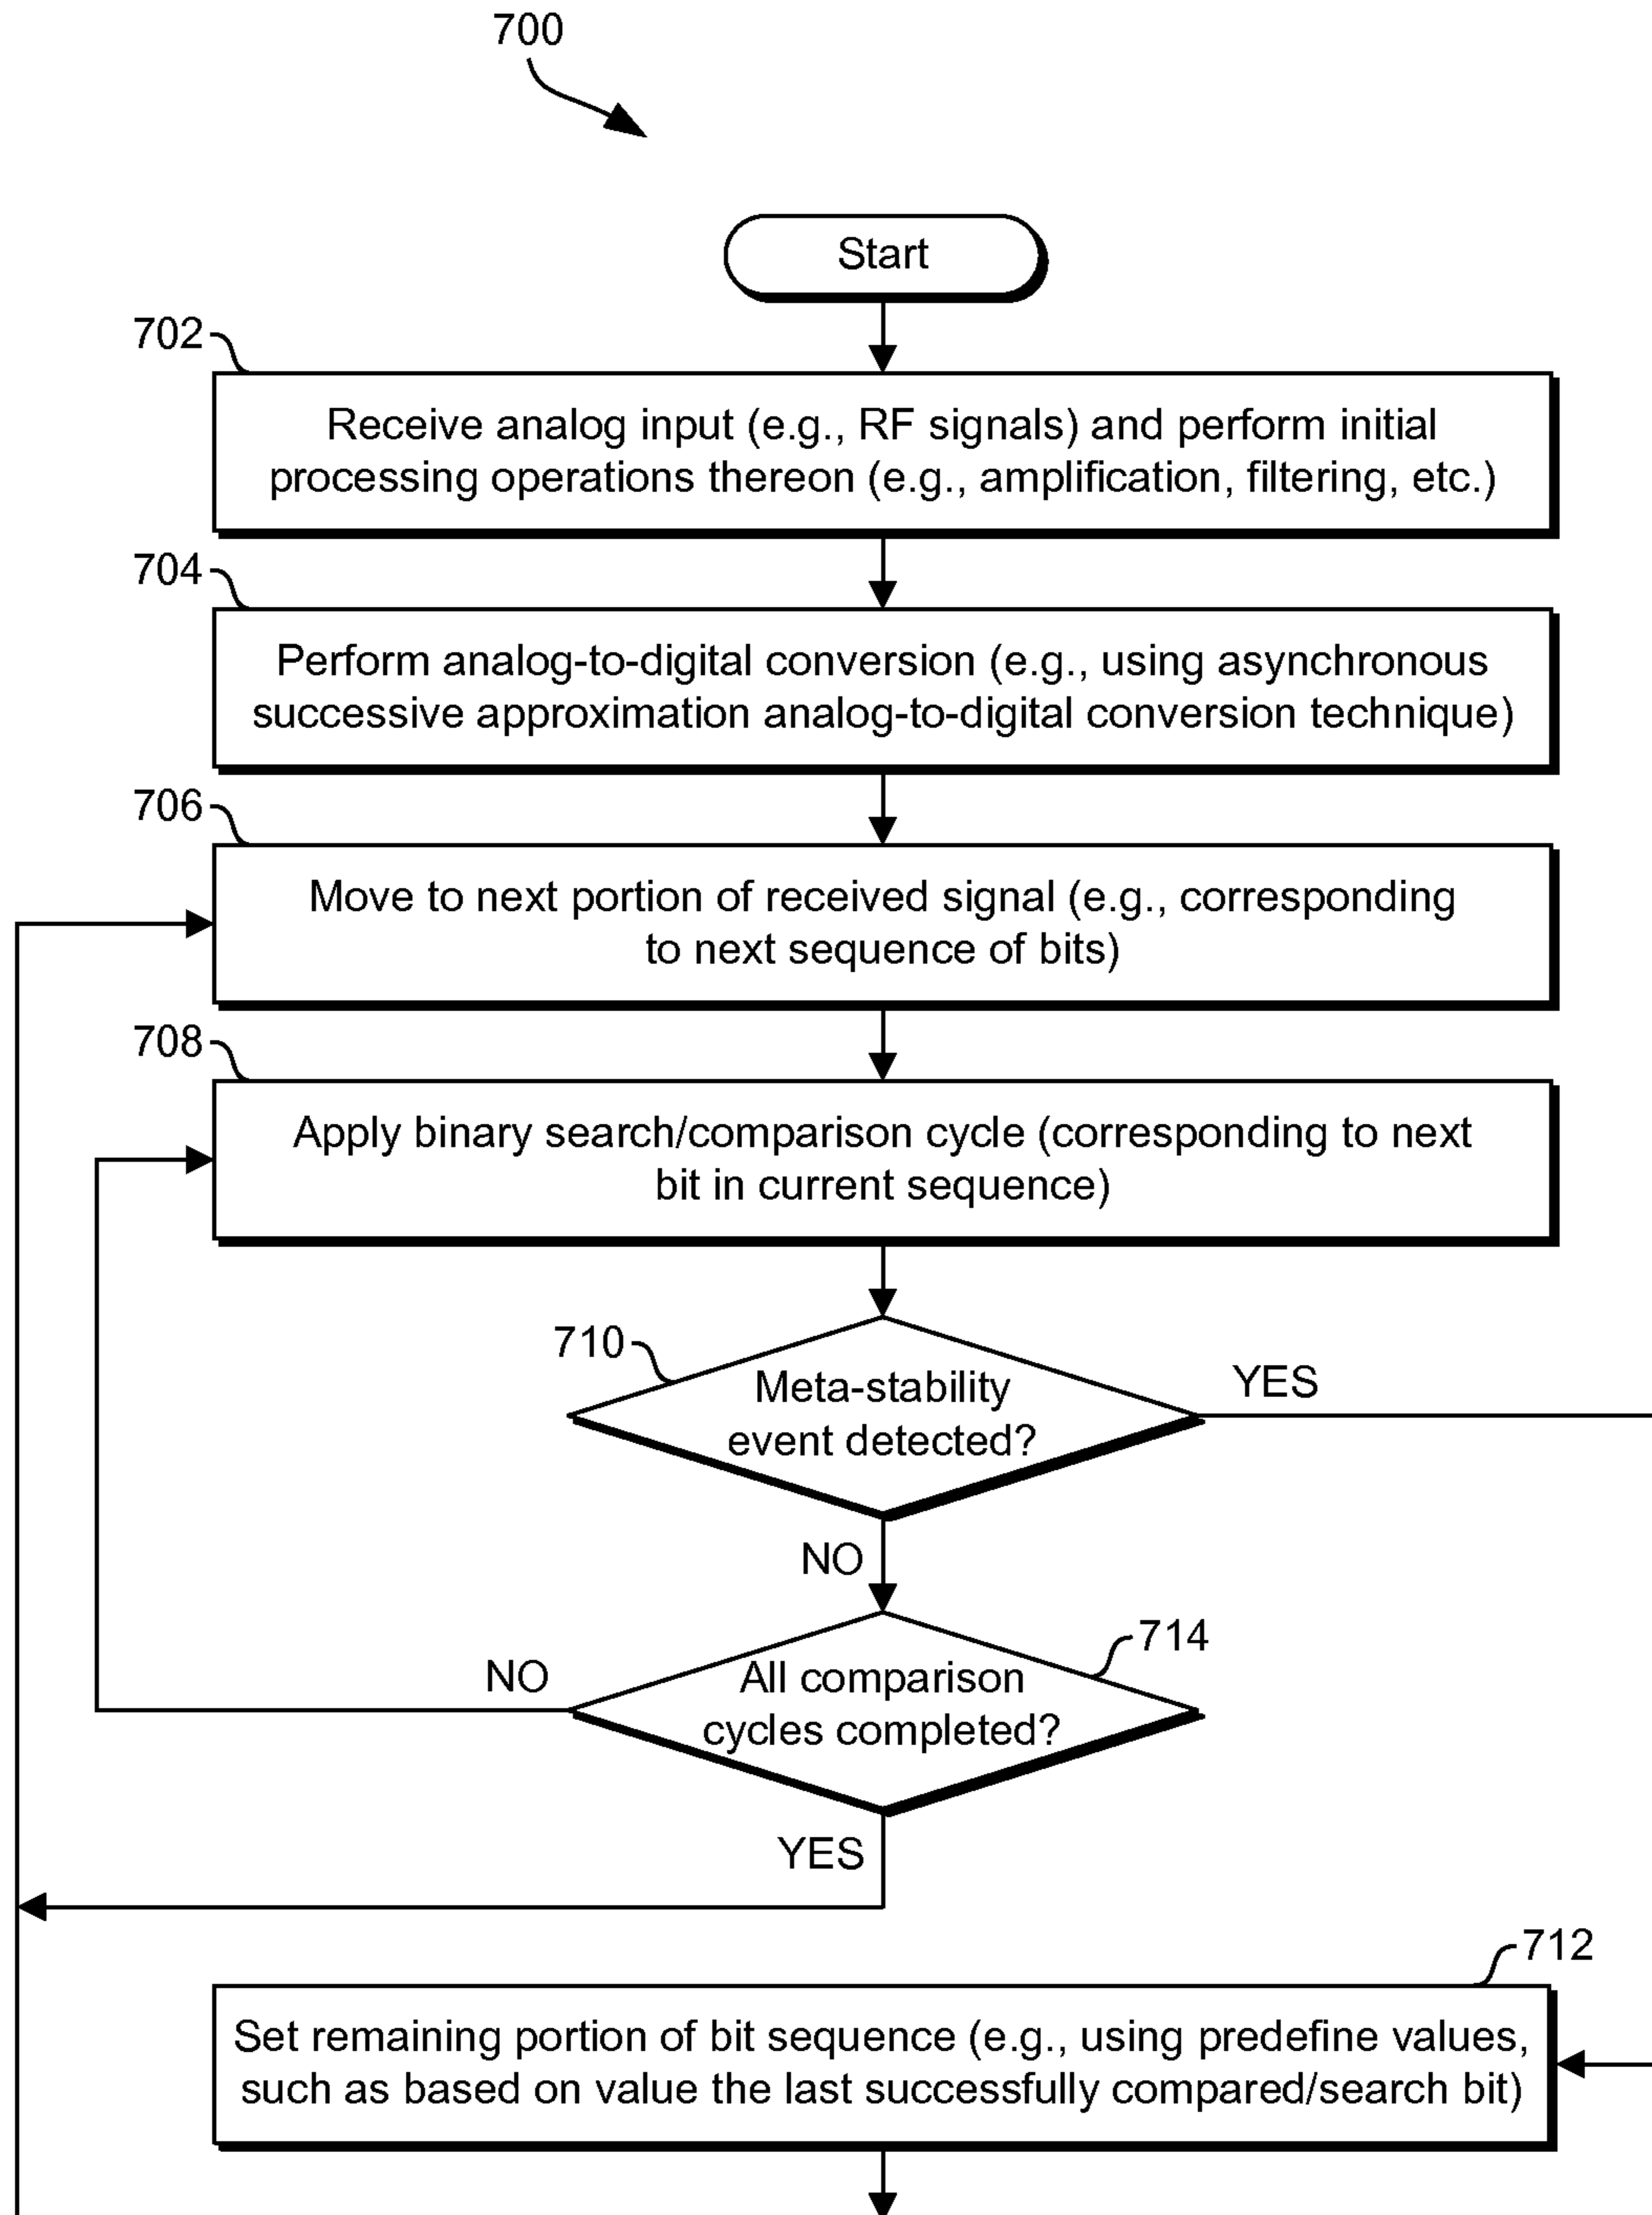 700
Start
702
Receive analog input (e.g., RF signals) and perform initial
processing operations thereon (e.g., amplification, filtering, etc.)
704
Perform analog-to-digital conversion (e.g., using asynchronous
successive approximation analog-to-digital conversion technique)
706
Move to next portion of received signal (e.g., corresponding
to next sequence of bits)
708
Apply binary search/comparison cycle (corresponding to next
bit in current sequence)
710
Meta-stability
event detected?
YES
NO
714
All comparison
cycles completed?
NO
YES
712
Set remaining portion of bit sequence (e.g., using predefine values,
such as based on value the last successfully compared/search bit)